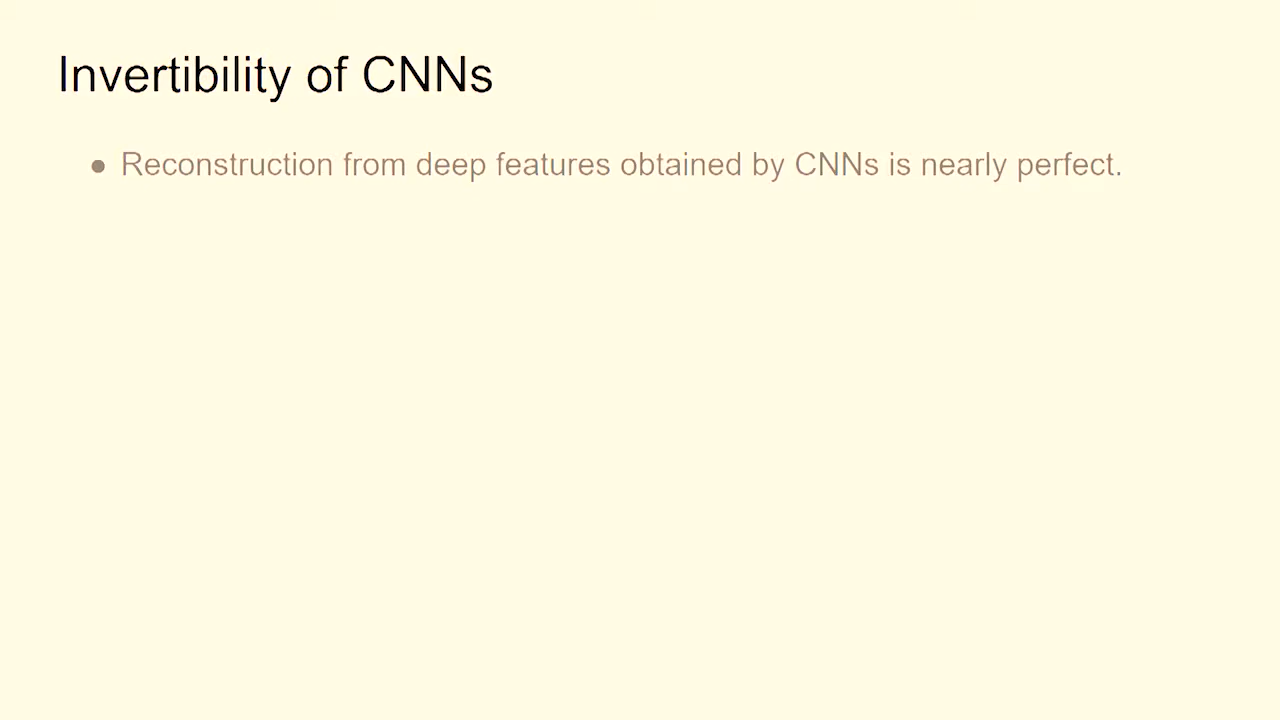 Invertibility of CNNs
● Reconstruction from deep features obtained by CNNs is nearly perfect.